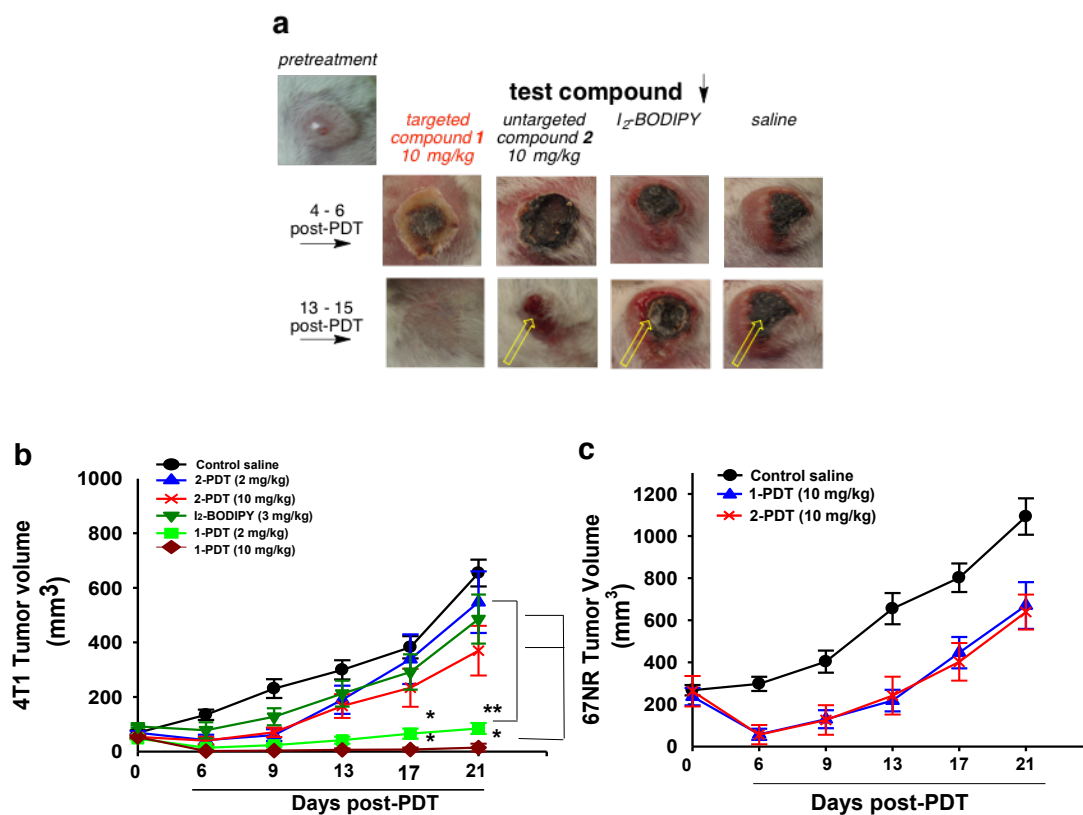 a
pretreatment
test compound ↓
targeted
compound 1
10 mg/kg
untargeted
compound 2
10 mg/kg
I2-BODIPY
saline
4 - 6
post-PDT
13 - 15
post-PDT
b
4T1 Tumor volume
(mm3)
1000
800
600
400
200
0
Control saline
2-PDT (2 mg/kg)
2-PDT (10 mg/kg)
I2-BODIPY (3 mg/kg)
1-PDT (2 mg/kg)
1-PDT (10 mg/kg)
*
**
*
*
0 6 9 13 17 21
Days post-PDT
c
67NR Tumor Volume
(mm3)
1200
1000
800
600
400
200
0
Control saline
1-PDT (10 mg/kg)
2-PDT (10 mg/kg)
0 6 9 13 17 21
Days post-PDT